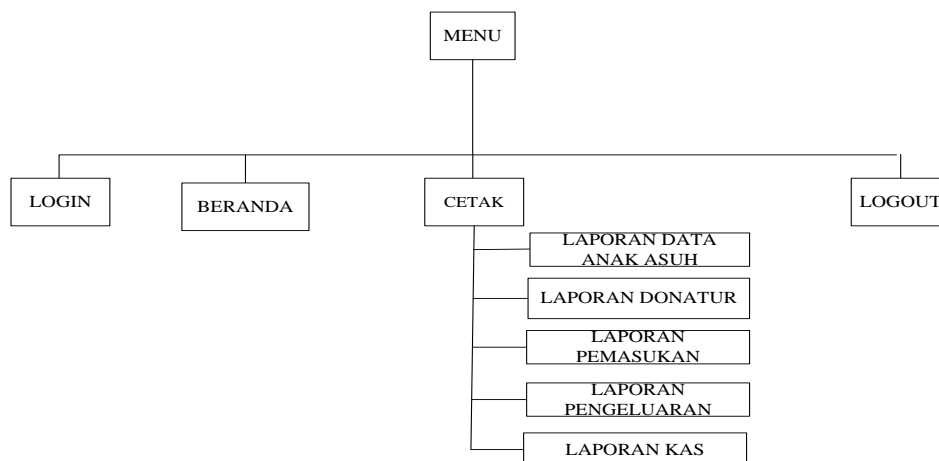 MENU
LOGIN
BERANDA
CETAK
LOGOUT
LAPORAN DATA
ANAK ASUH
LAPORAN DONATUR
LAPORAN
PEMASUKAN
LAPORAN
PENGELUARAN
LAPORAN KAS